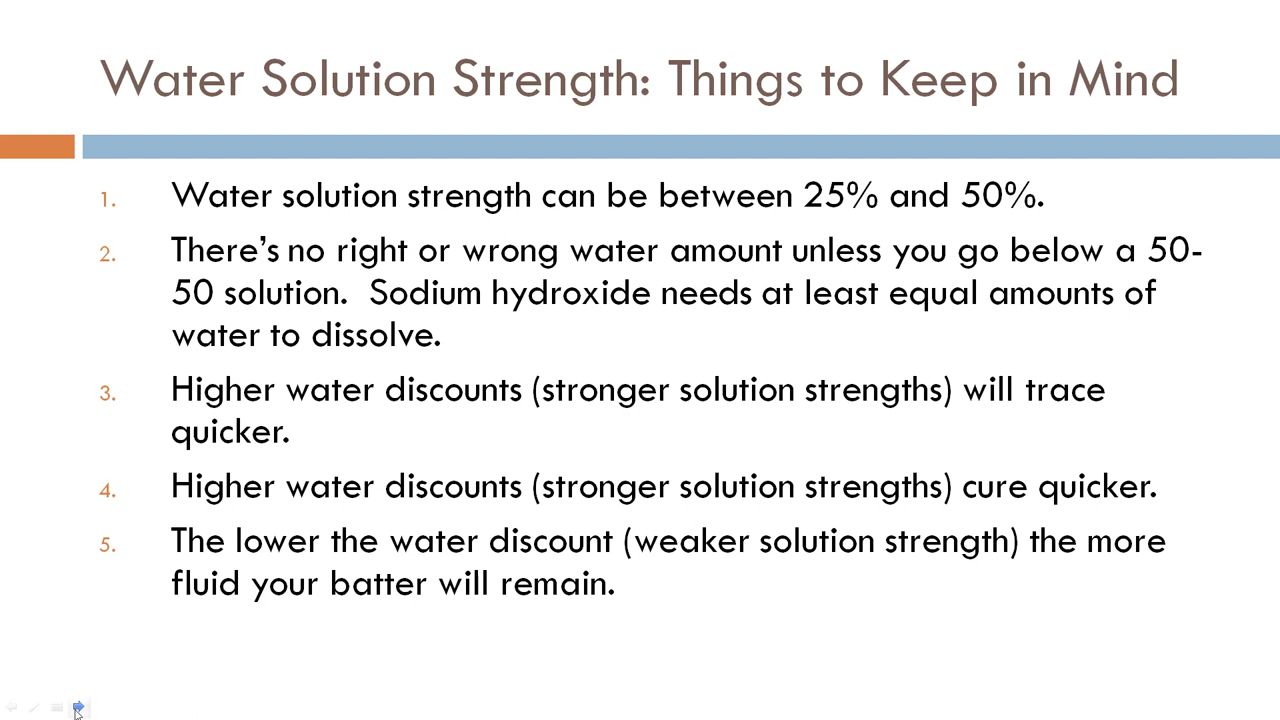 Water Solution Strength: Things to Keep in Mind
1. Water solution strength can be between 25% and 50%.
2. There's no right or wrong water amount unless you go below a 50-
50 solution.  Sodium hydroxide needs at least equal amounts of
water to dissolve.
3. Higher water discounts (stronger solution strengths) will trace
quicker.
4. Higher water discounts (stronger solution strengths) cure quicker.
5. The lower the water discount (weaker solution strength) the more
fluid your batter will remain.